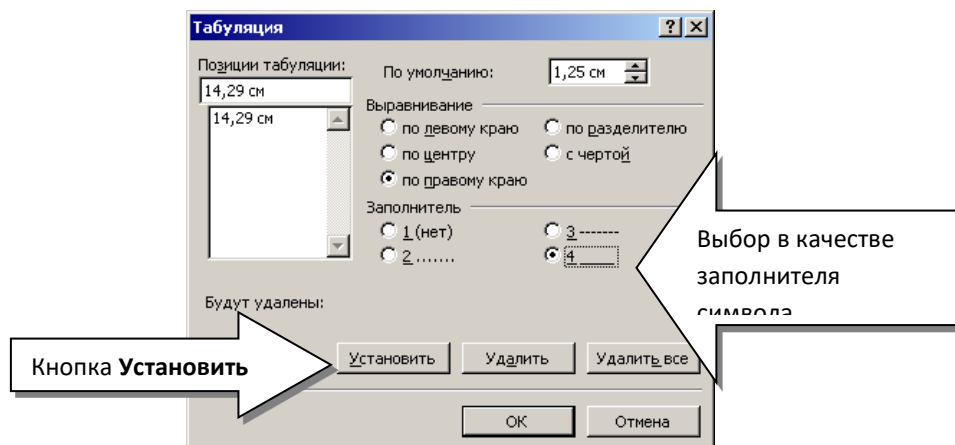 Табуляция
Позиции табуляции:
14,29 см
14,29 см
По умолчанию:
1,25 см
Выравнивание
по левому краю
по разделителю
по центру
с чертой
по правому краю
Заполнитель
1 (нет)
3 -------
2 .......
4 ____
Будут удалены:
Установить
Удалить
Удалить все
ОК
Отмена
Выбор в качестве
заполнителя
символа
Кнопка Установить